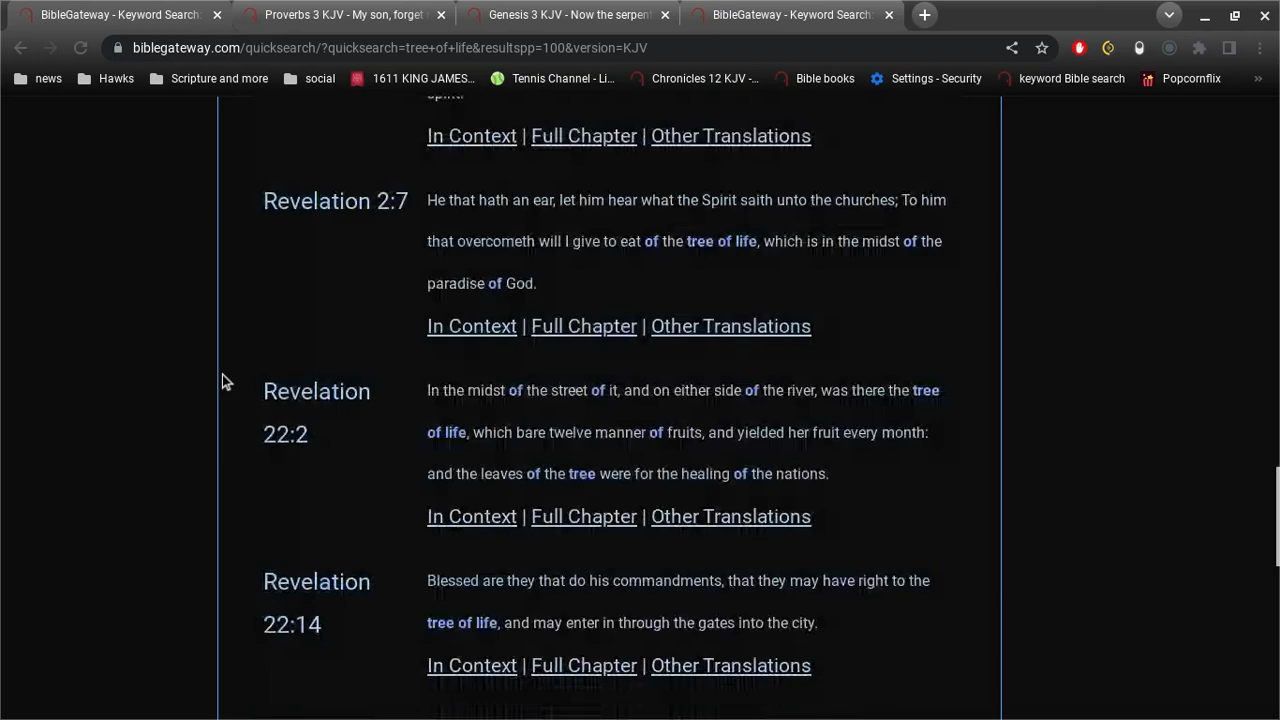 BibleGateway - Keyword Search:
Proverbs 3 KJV - My son, forget
Genesis 3 KJV - Now the serpent
BibleGateway - Keyword Search:
biblegateway.com/quicksearch/?quicksearch=tree+of+life&resultspp=100&version=KJV
news
Hawks
Scripture and more
social
1611 KING JAMES...
Tennis Channel - Li...
Chronicles 12 KJV -...
Bible books
Settings - Security
keyword Bible search
Popcornflix
»
spirit.
In Context | Full Chapter | Other Translations
Revelation 2:7
He that hath an ear, let him hear what the Spirit saith unto the churches; To him
that overcometh will I give to eat of the tree of life, which is in the midst of the
paradise of God.
In Context | Full Chapter | Other Translations
Revelation
22:2
In the midst of the street of it, and on either side of the river, was there the tree
of life, which bare twelve manner of fruits, and yielded her fruit every month:
and the leaves of the tree were for the healing of the nations.
In Context | Full Chapter | Other Translations
Revelation
22:14
Blessed are they that do his commandments, that they may have right to the
tree of life, and may enter in through the gates into the city.
In Context | Full Chapter | Other Translations